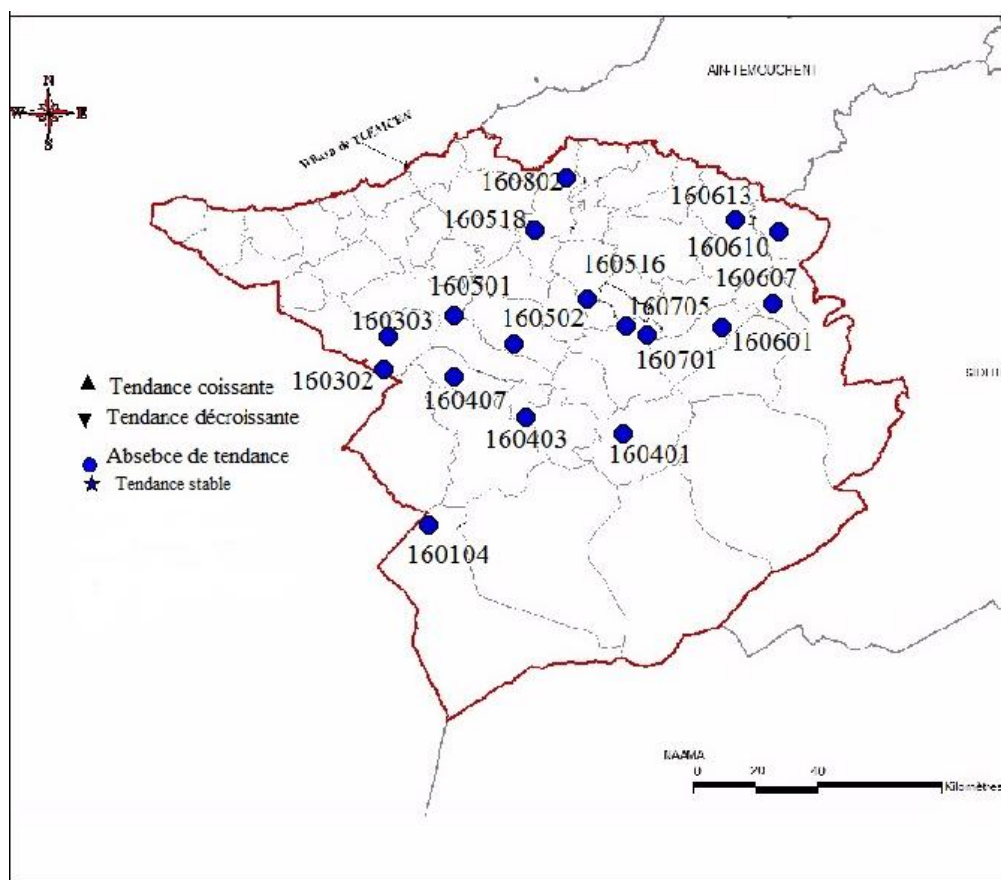 AIN-TEMOUCHENT
N
W E
S
Wilaya de TLEMCEN
160802
160613
160518
160610
160516
160607
160501
160502
160705
160303
160701
160601
160302
160407
Tendance coissante
Tendance décroissante
160403
160401
Absebce de tendance
Tendance stable
160104
NAAMA
0 20 40
Kilomètres